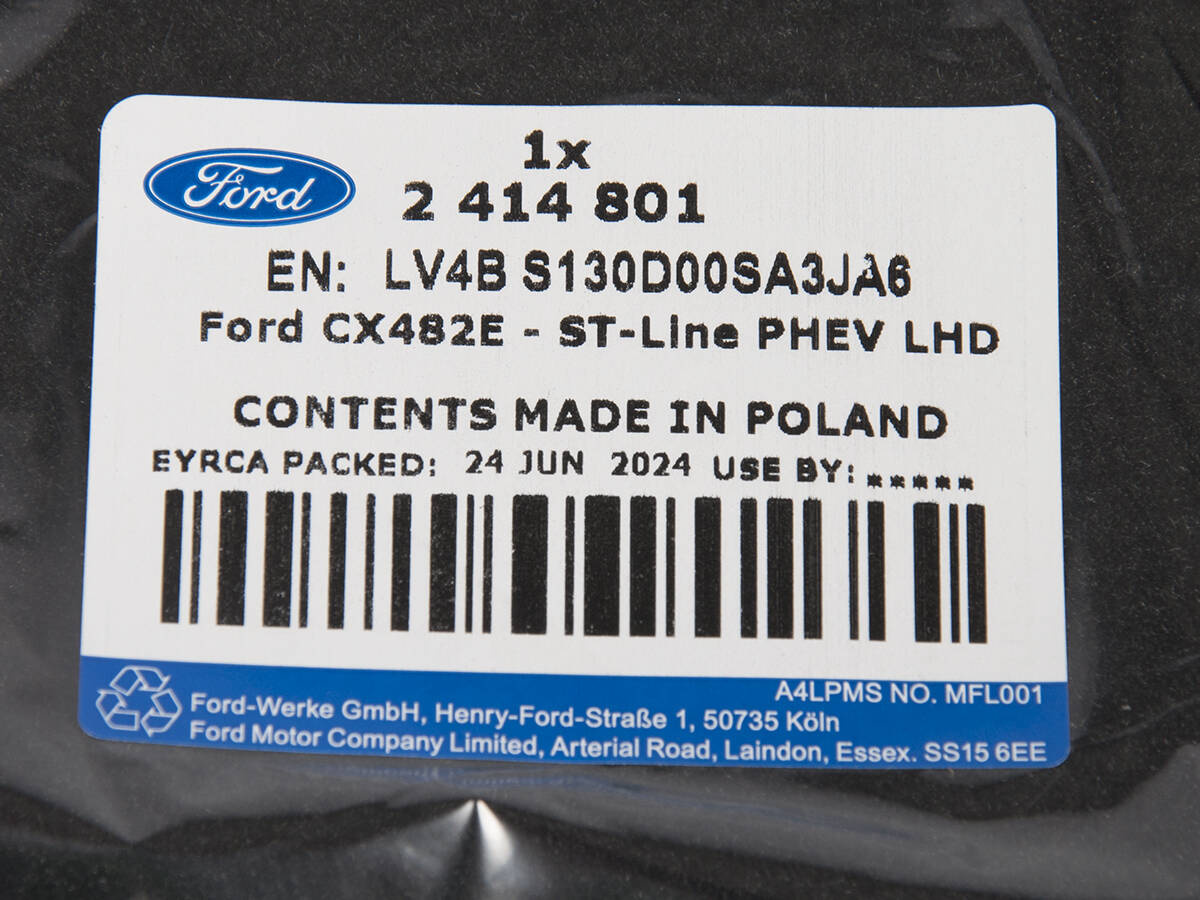 1x
Ford
2 414 801
EN: LV4B S130D00SA3JA6
Ford CX482E - ST-Line PHEV LHD
CONTENTS MADE IN POLAND
EYRCA PACKED: 24 JUN 2024 USE BY: *****
A4LPMS NO. MFL001
Ford-Werke GmbH, Henry-Ford-Straße 1, 50735 Köln
Ford Motor Company Limited, Arterial Road, Laindon, Essex. SS15 6EE